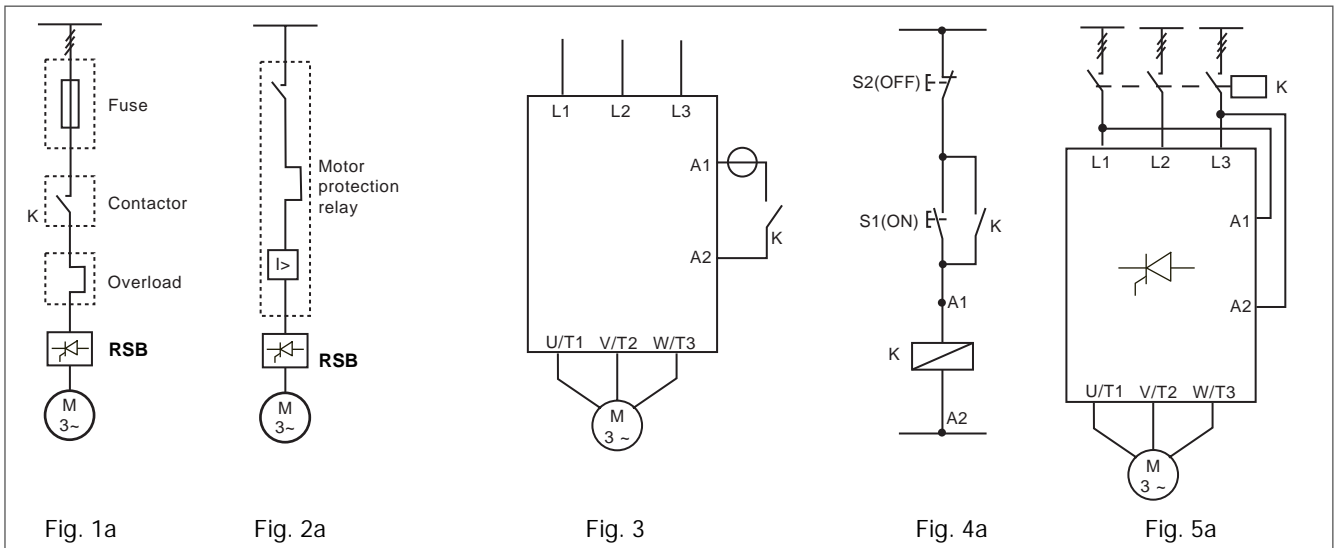 Fuse
K
Contactor
Overload
RSB
M
3~
Fig. 1a
Motor
protection
relay
I>
RSB
M
3~
Fig. 2a
L1 L2 L3
A1
K
A2
U/T1 V/T2 W/T3
M
3 ~
Fig. 3
S2(OFF)
S1(ON)
K
A1
K
A2
Fig. 4a
K
L1 L2 L3
A1
A2
U/T1 V/T2 W/T3
M
3 ~
Fig. 5a